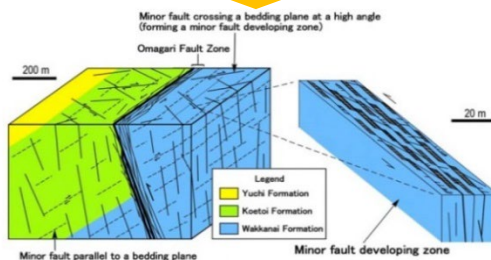 Minor fault crossing a bedding plane at a high angle
(forming a minor fault developing zone)
Omagari Fault Zone
200 m
20 m
Legend
Yuchi Formation
Koetoi Formation
Wakkanai Formation
Minor fault developing zone
Minor fault parallel to a bedding plane